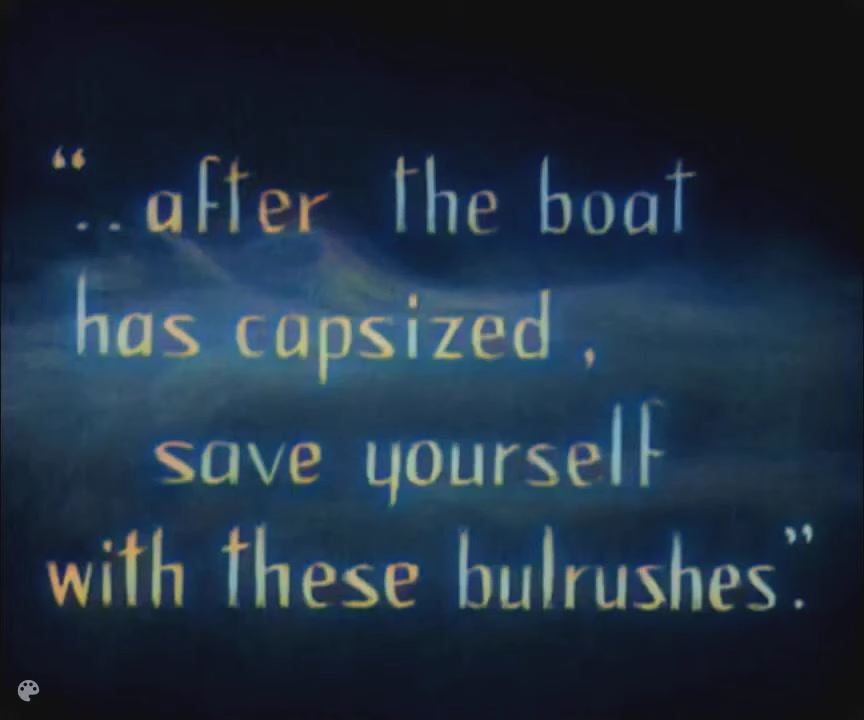 “..after the boat
has capsized,
save yourself
with these bulrushes.”